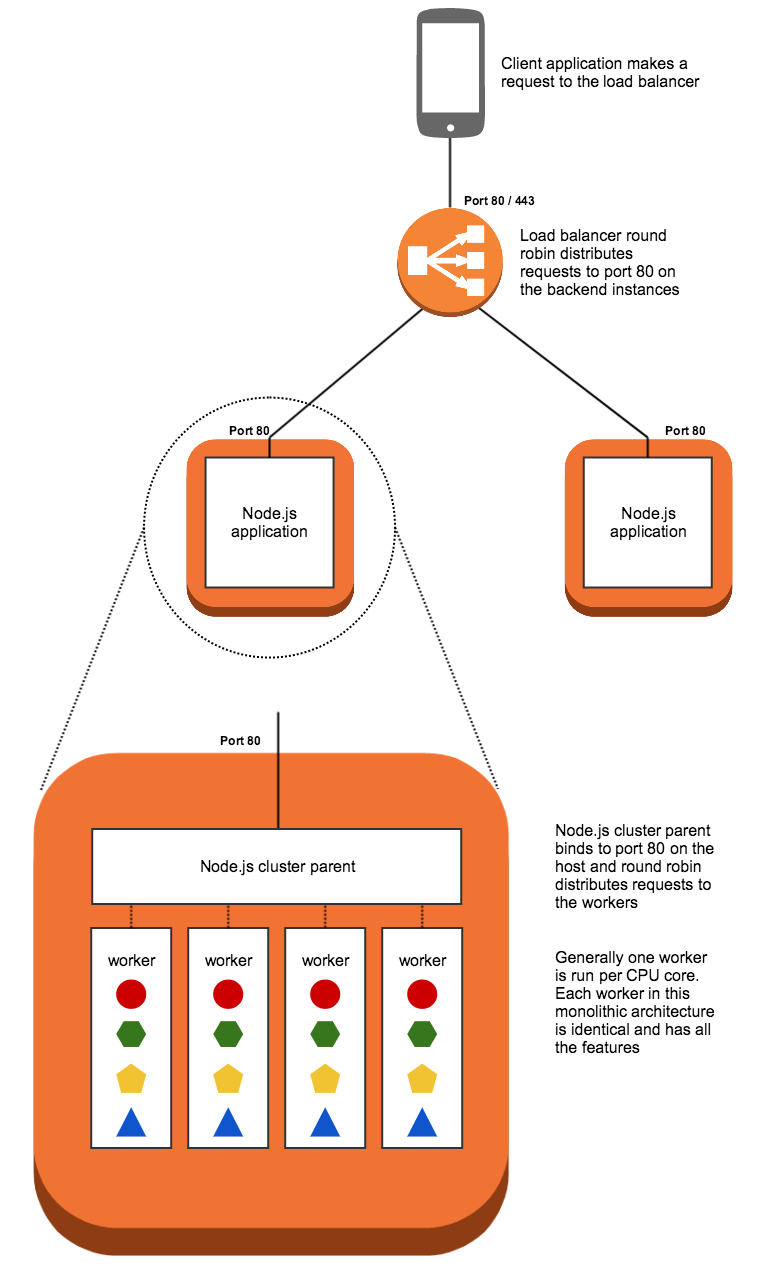 Client application makes a
request to the load balancer
Port 80 / 443
Load balancer round
robin distributes
requests to port 80 on
the backend instances
Port 80
Port 80
Node.js
application
Node.js
application
Port 80
Node.js cluster parent
Node.js cluster parent
binds to port 80 on the
host and round robin
distributes requests to
the workers
worker
worker
worker
worker
Generally one worker
is run per CPU core.
Each worker in this
monolithic architecture
is identical and has all
the features